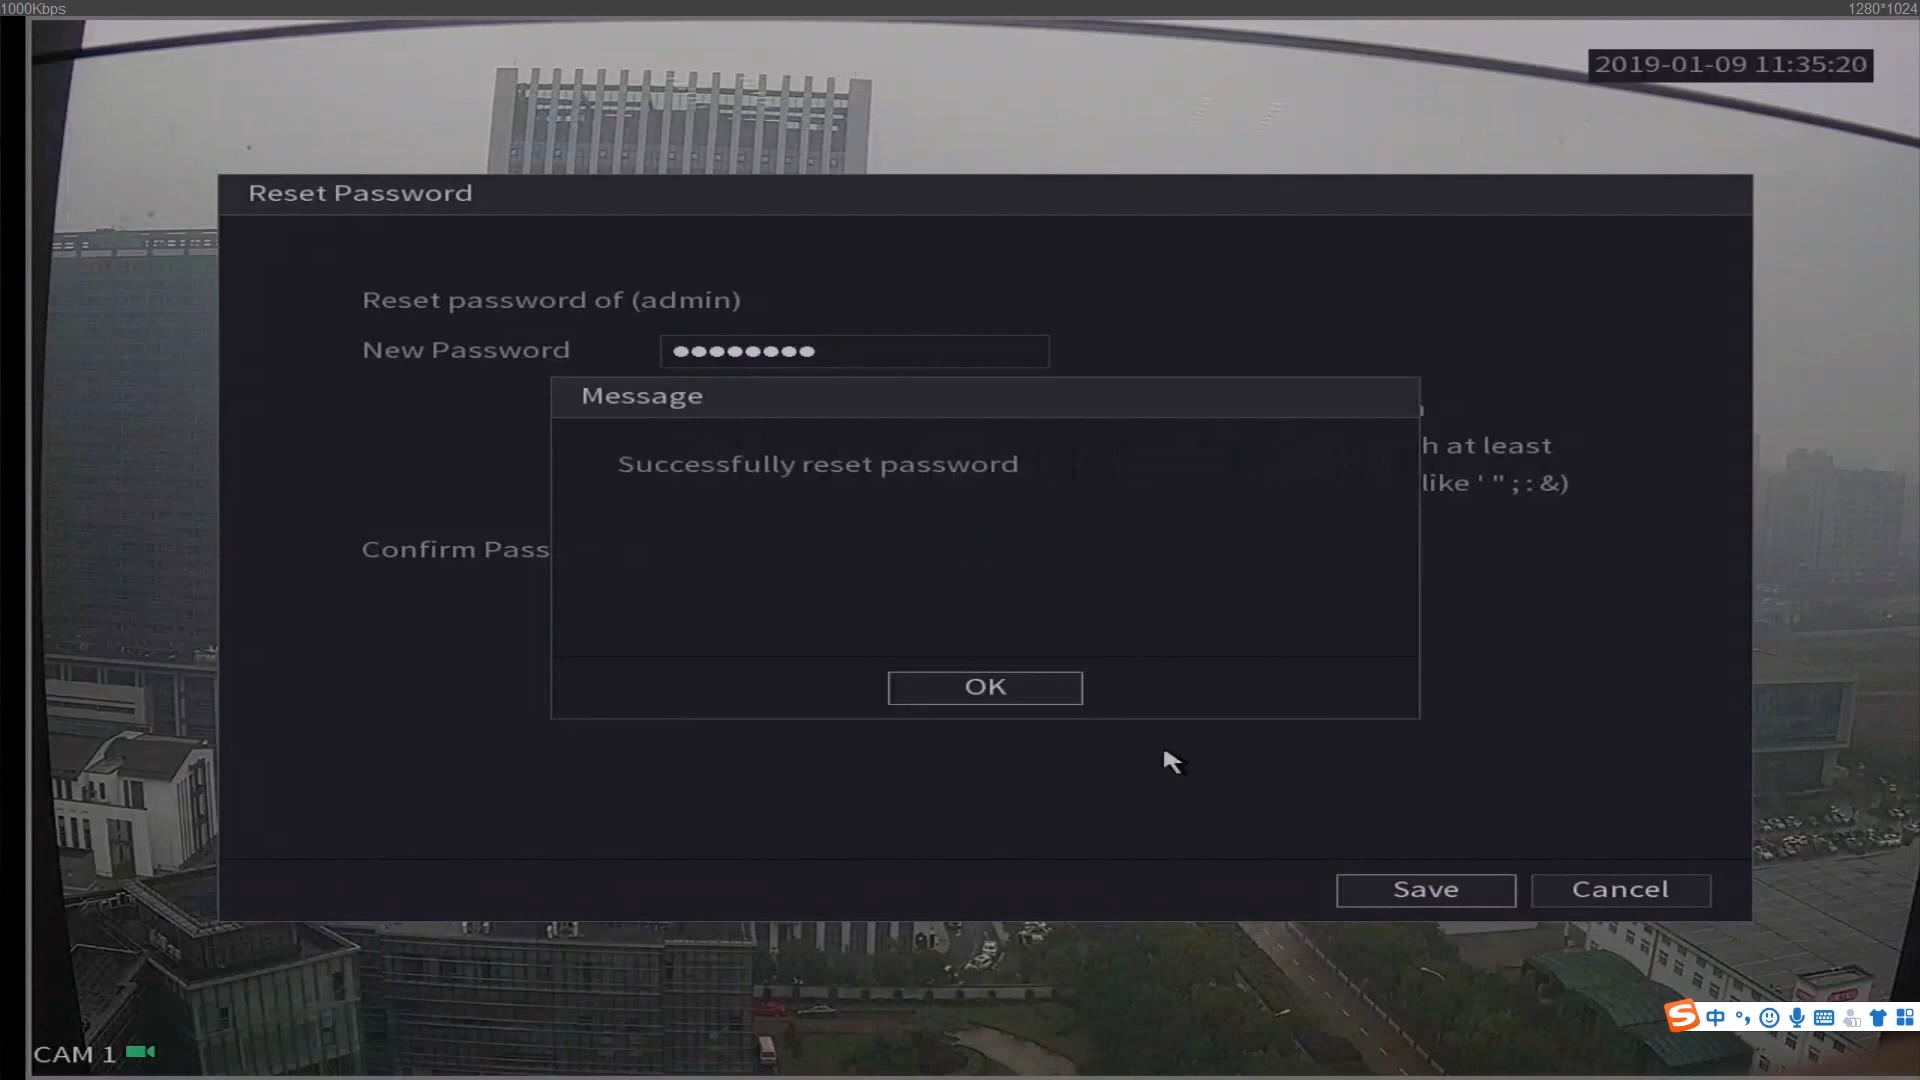 1000Kbps
1280*1024
2019-01-09 11:35:20
Reset Password
Reset password of (admin)
New Password
Message
h at least
Successfully reset password
like ' " ; : &)
Confirm Pass
OK
Save
Cancel
中
CAM 1